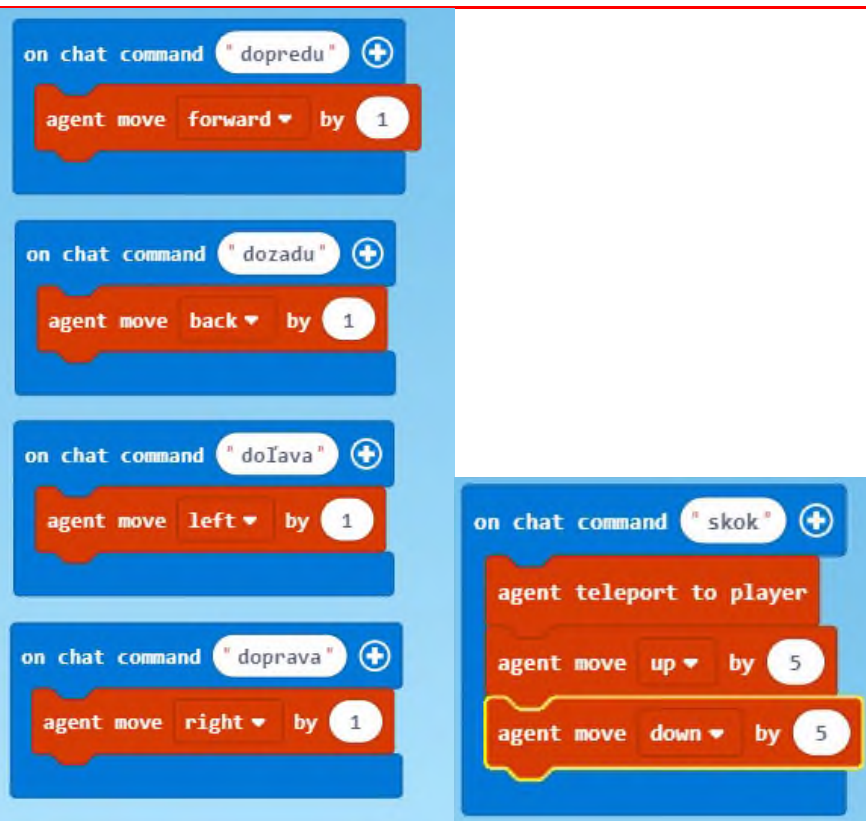 on chat command "dopredu"
agent move forward by 1
on chat command "dozadu"
agent move back by 1
on chat command "doľava"
agent move left by 1
on chat command "doprava"
agent move right by 1
on chat command "skok"
agent teleport to player
agent move up by 5
agent move down by 5